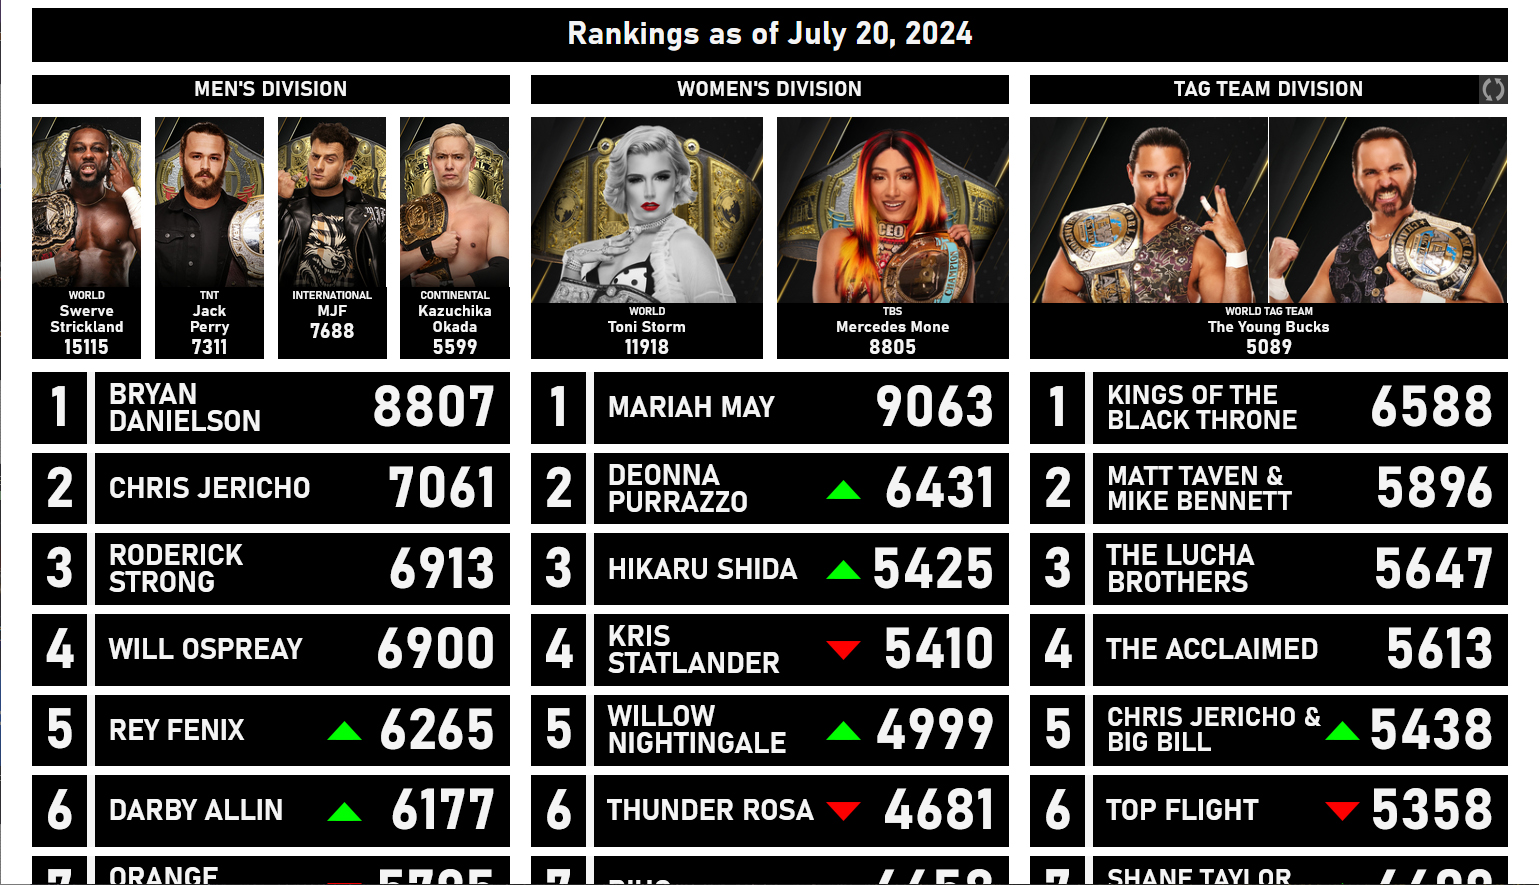 Rankings as of July 20, 2024
MEN'S DIVISION
WORLD
Swerve
Strickland
15115
TNT
Jack
Perry
7311
INTERNATIONAL
MJF
7688
CONTINENTAL
Kazuchika
Okada
5599
1 BRYAN
DANIELSON 8807
2 CHRIS JERICHO 7061
3 RODERICK
STRONG 6913
4 WILL OSPREAY 6900
5 REY FENIX 6265
6 DARBY ALLIN 6177
7 ORANGE
WOMEN'S DIVISION
CEO
WORLD
Toni Storm
11918
TBS
Mercedes Mone
8805
1 MARIAH MAY 9063
2 DEONNA
PURRAZZO 6431
3 HIKARU SHIDA 5425
4 KRIS
STATLANDER 5410
5 WILLOW
NIGHTINGALE 4999
6 THUNDER ROSA 4681
7
TAG TEAM DIVISION
WORLD TAG TEAM
The Young Bucks
5089
1 KINGS OF THE
BLACK THRONE 6588
2 MATT TAVEN &
MIKE BENNETT 5896
3 THE LUCHA
BROTHERS 5647
4 THE ACCLAIMED 5613
5 CHRIS JERICHO &
BIG BILL 5438
6 TOP FLIGHT 5358
7 SHANE TAYLOR